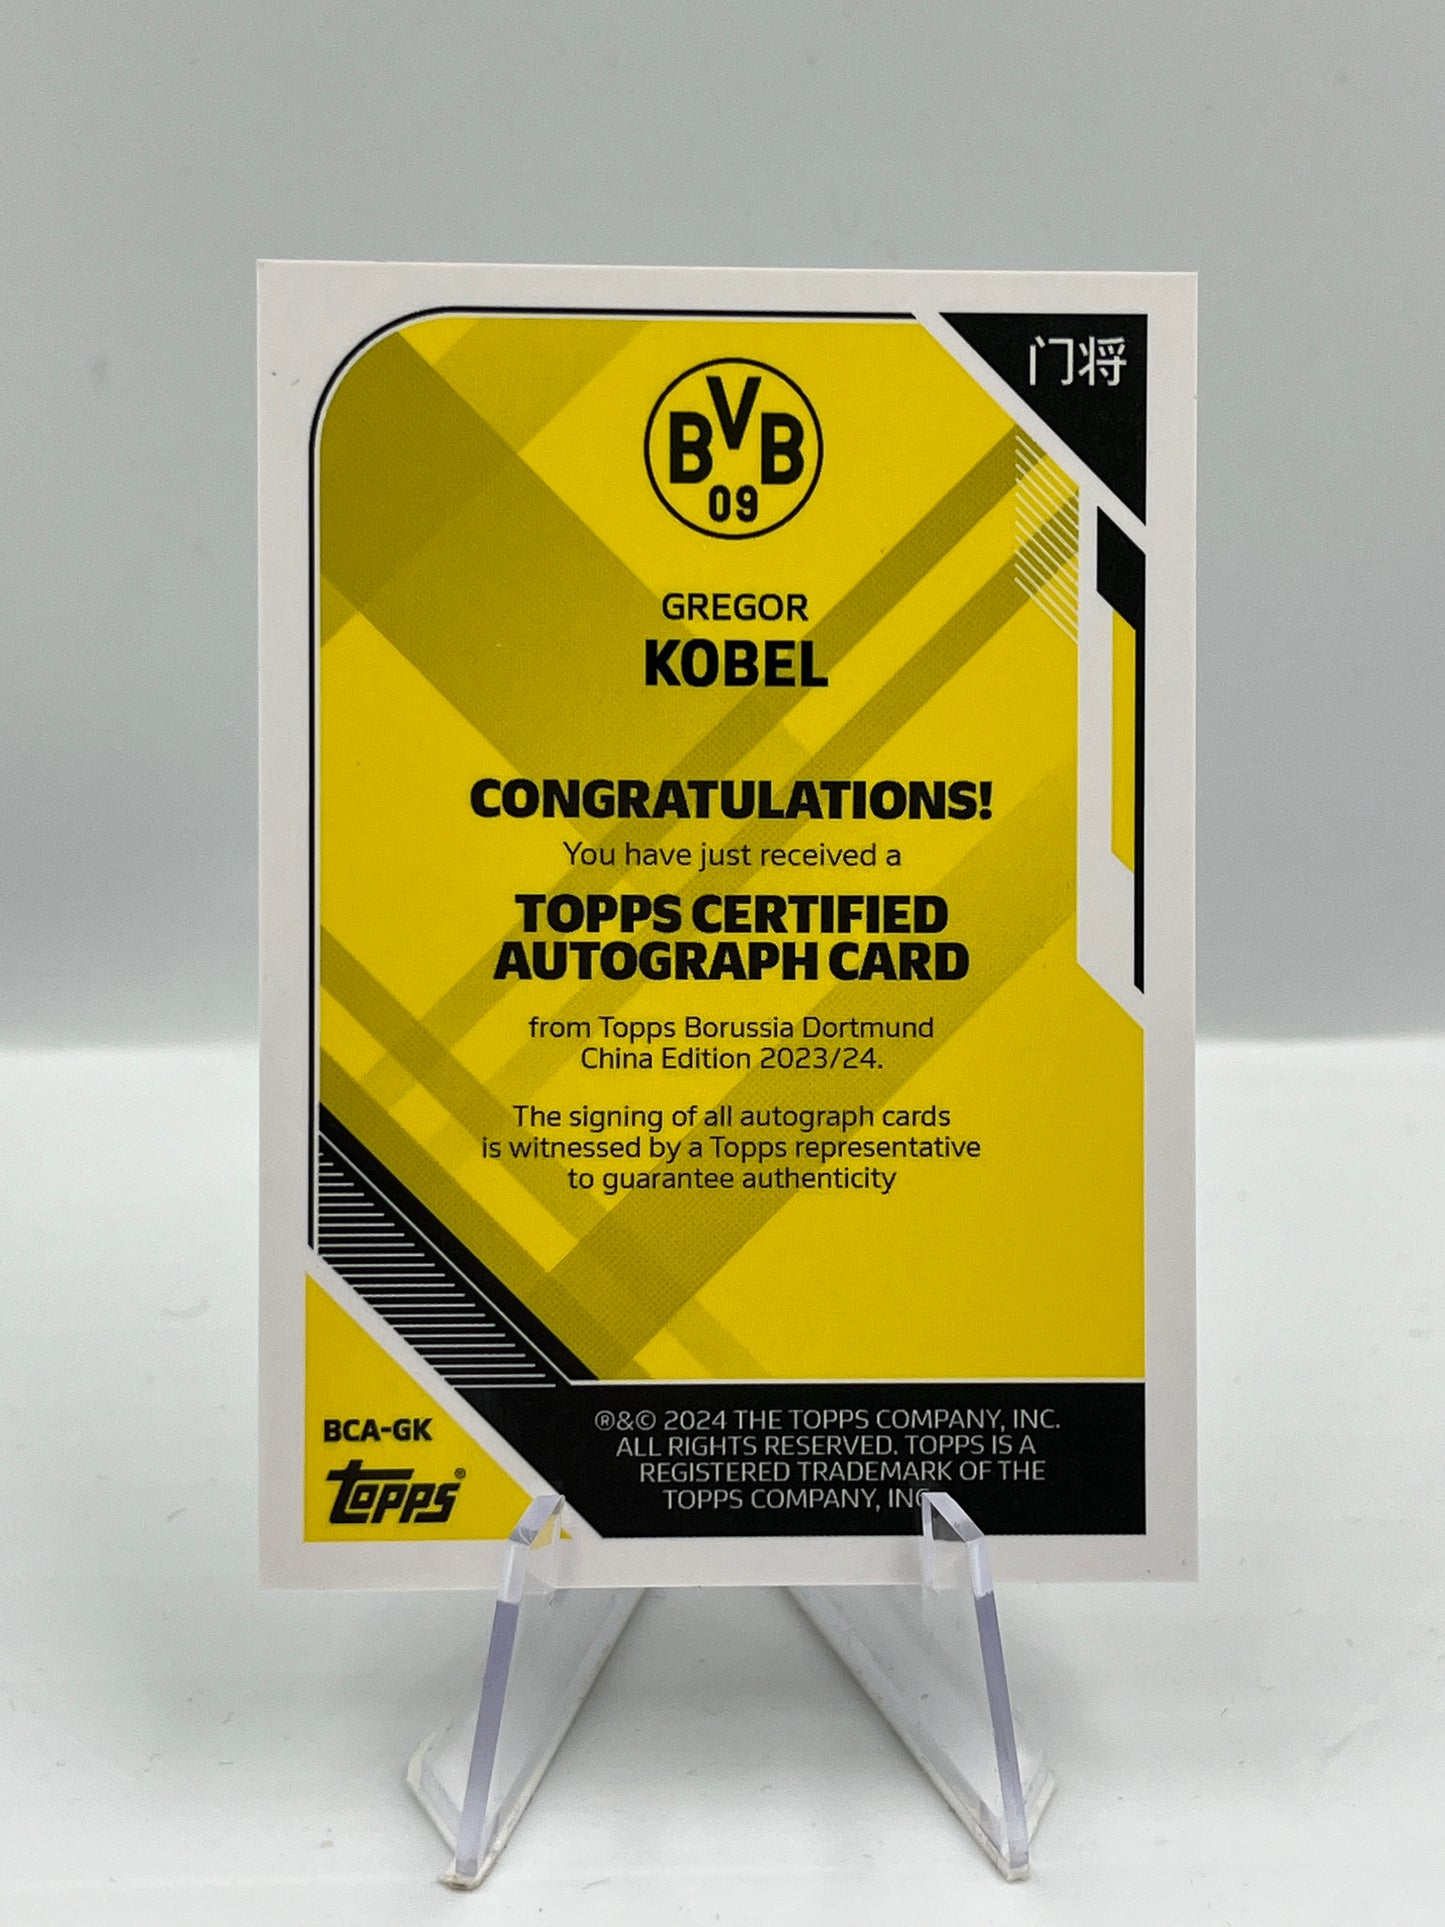 门将
BVB
09
GREGOR
KOBEL
CONGRATULATIONS!
You have just received a
TOPPS CERTIFIED
AUTOGRAPH CARD
from Topps Borussia Dortmund
China Edition 2023/24.
The signing of all autograph cards
is witnessed by a Topps representative
to guarantee authenticity
BCA-GK
topps®
®&© 2024 THE TOPPS COMPANY, INC.
ALL RIGHTS RESERVED. TOPPS IS A
REGISTERED TRADEMARK OF THE
TOPPS COMPANY, INC